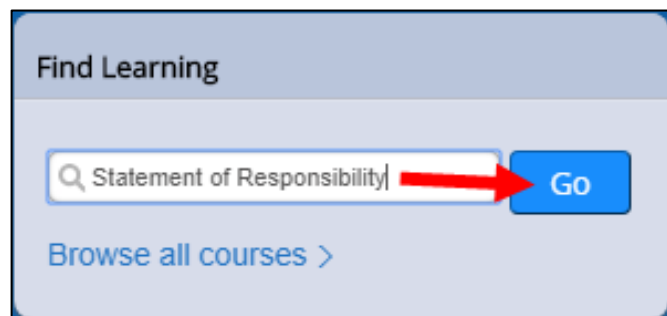 Find Learning
Statement of Responsibility Go
Browse all courses >